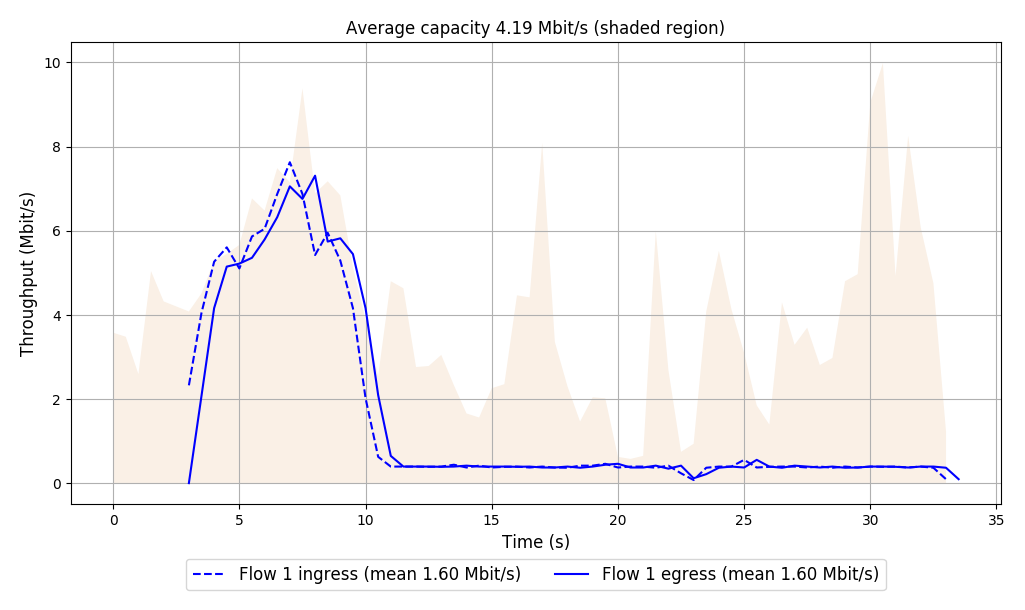 Average capacity 4.19 Mbit/s (shaded region)
10
8
6
4
2
0
Throughput (Mbit/s)
0 5 10 15 20 25 30 35
Time (s)
Flow 1 ingress (mean 1.60 Mbit/s) Flow 1 egress (mean 1.60 Mbit/s)